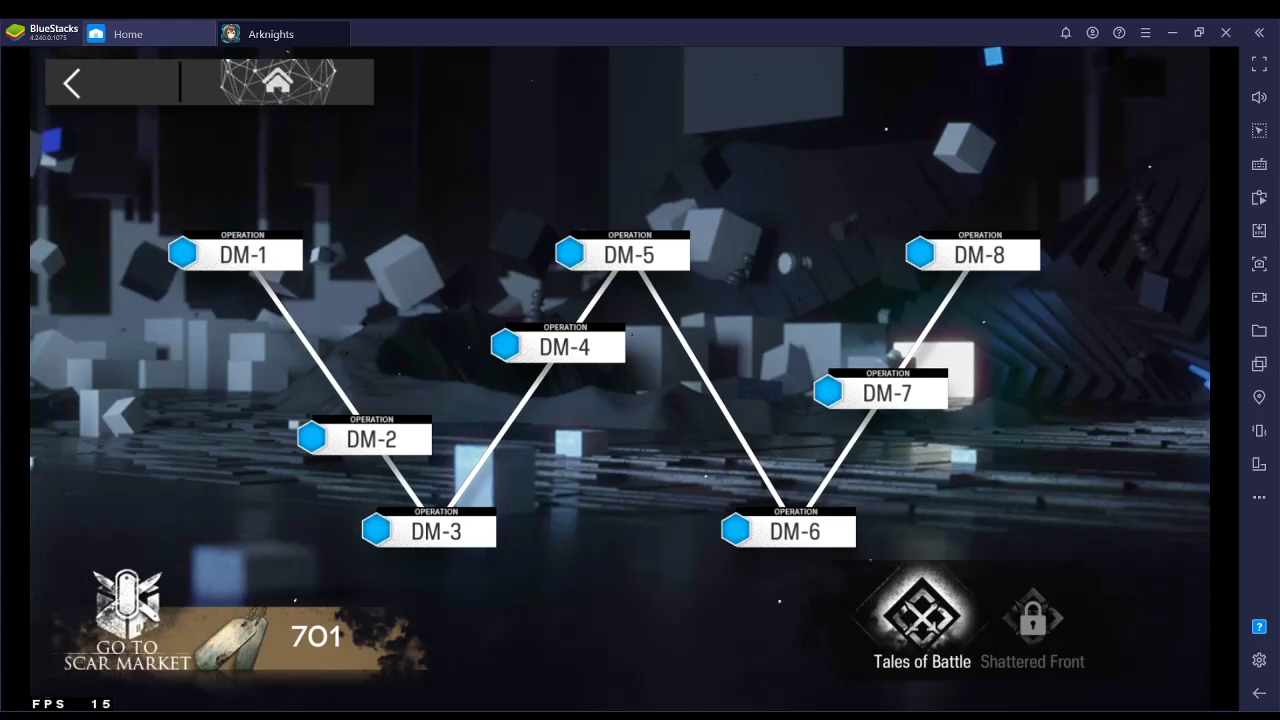 BlueStacks
4.240.0.1075
Home
Arknights
OPERATION
DM-1
OPERATION
DM-5
OPERATION
DM-8
OPERATION
DM-4
OPERATION
DM-7
OPERATION
DM-2
OPERATION
DM-3
OPERATION
DM-6
GO TO
SCAR MARKET
701
Tales of Battle
Shattered Front
FPS 15